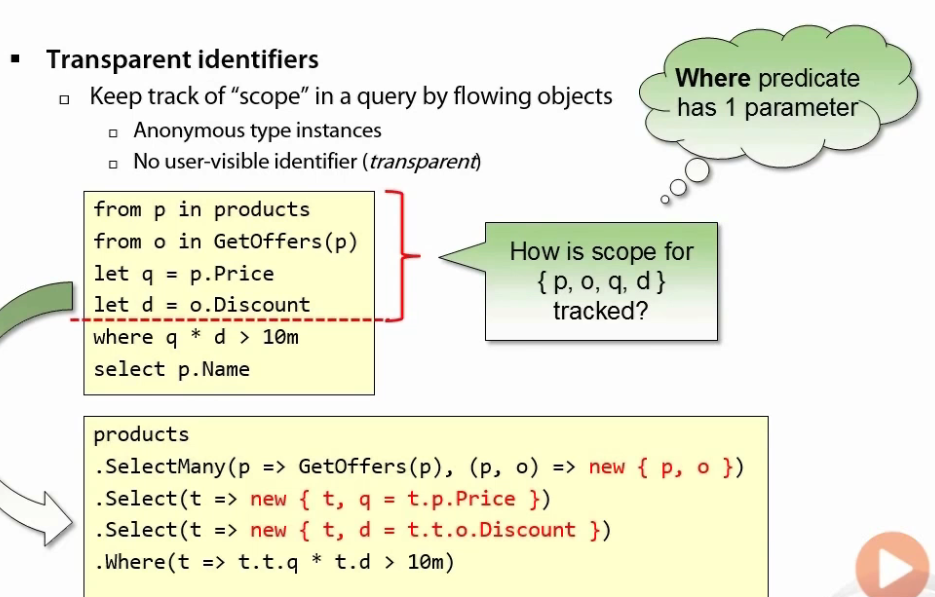 Transparent identifiers
Keep track of “scope” in a query by flowing objects
Anonymous type instances
No user-visible identifier (transparent)
Where predicate
has 1 parameter
from p in products
from o in GetOffers(p)
let q = p.Price
let d = o.Discount
where q * d > 10m
select p.Name
How is scope for
{ p, o, q, d }
tracked?
products
.SelectMany(p => GetOffers(p), (p, o) => new { p, o })
.Select(t => new { t, q = t.p.Price })
.Select(t => new { t, d = t.t.o.Discount })
.Where(t => t.t.q * t.d > 10m)